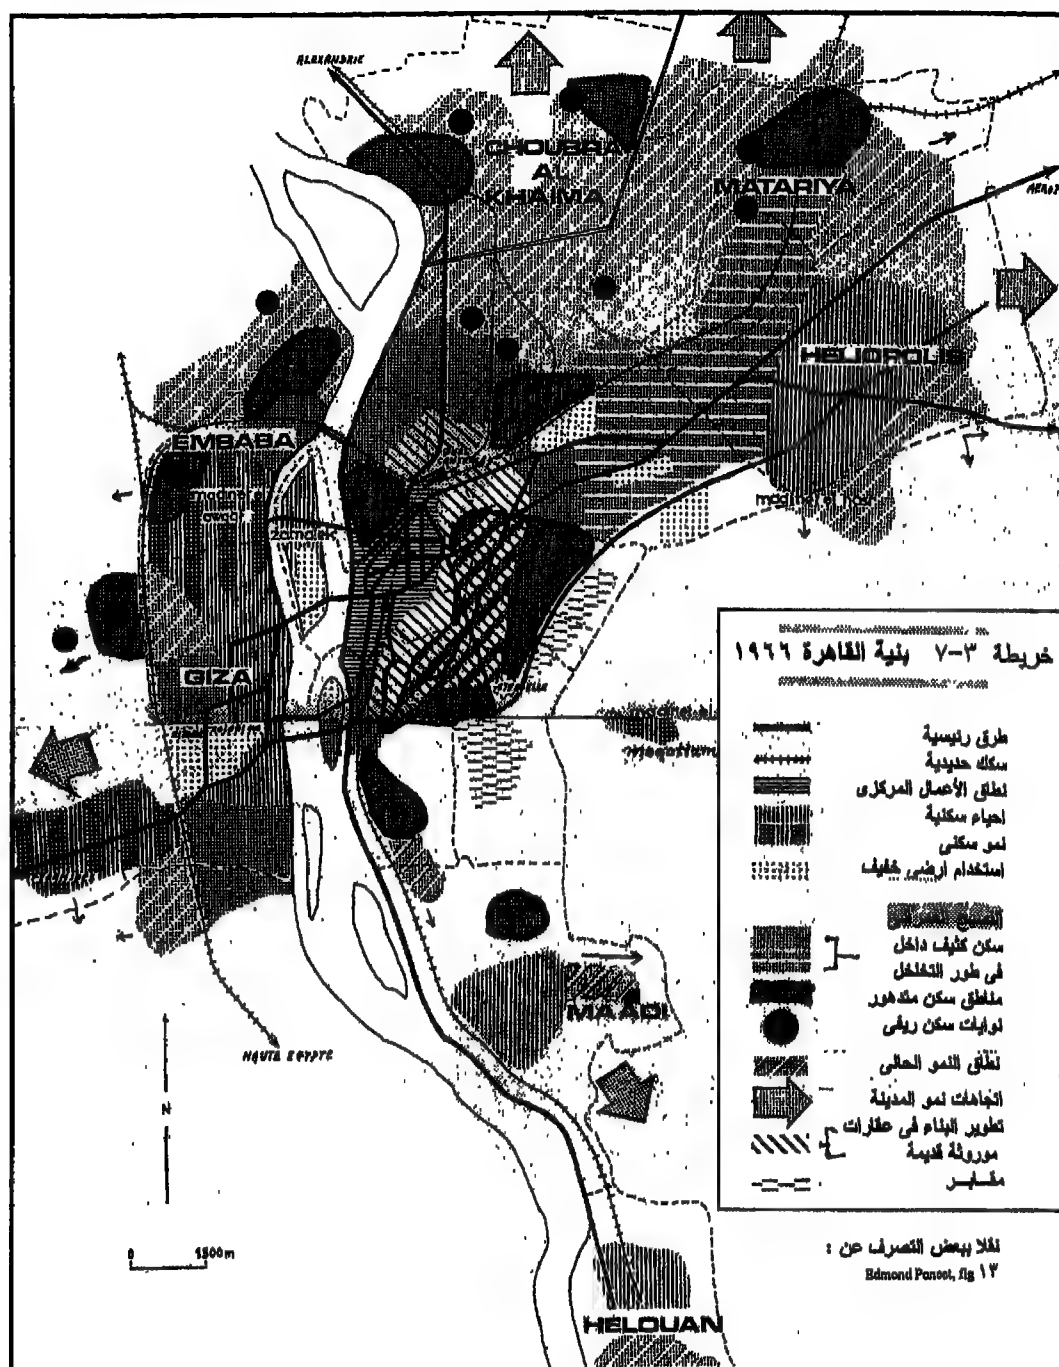 ALEXANDRIE
CHOUBRA
AL
KHAIMA
MATARIYA
HELIOPOLIS
EMBABA
zamalek
GIZA
MAADI
HAUTE EGYPTE
N
0 1500m
HELOUAN
خريطة ٣-٧ بنية القاهرة ١٩٦٦
طرق رئيسية
سكك حديدية
نطاق الأعمال المركزى
احياء سكنية
نمو سكنى
استخدام ارضى خفيف
سكن كثيف داخل
فى طور التخلخل
مناطق سكن متدهور
نوايات سكن ريفى
نطاق النمو الحالى
اتجاهات نمو المدينة
تطوير البناء فى عقارات
موروثة قديمة
مقـابـــر
نقلا ببعض التصرف عن :
Edmond Panset, fig ١٣